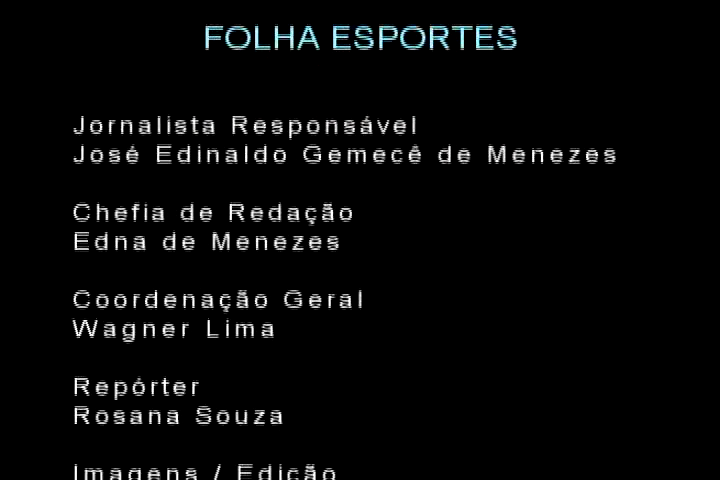 FOLHA ESPORTES
Jornalista Responsável
José Edinaldo Gemecê de Menezes
Chefia de Redação
Edna de Menezes
Coordenação Geral
Wagner Lima
Repórter
Rosana Souza
Imagens / Edição